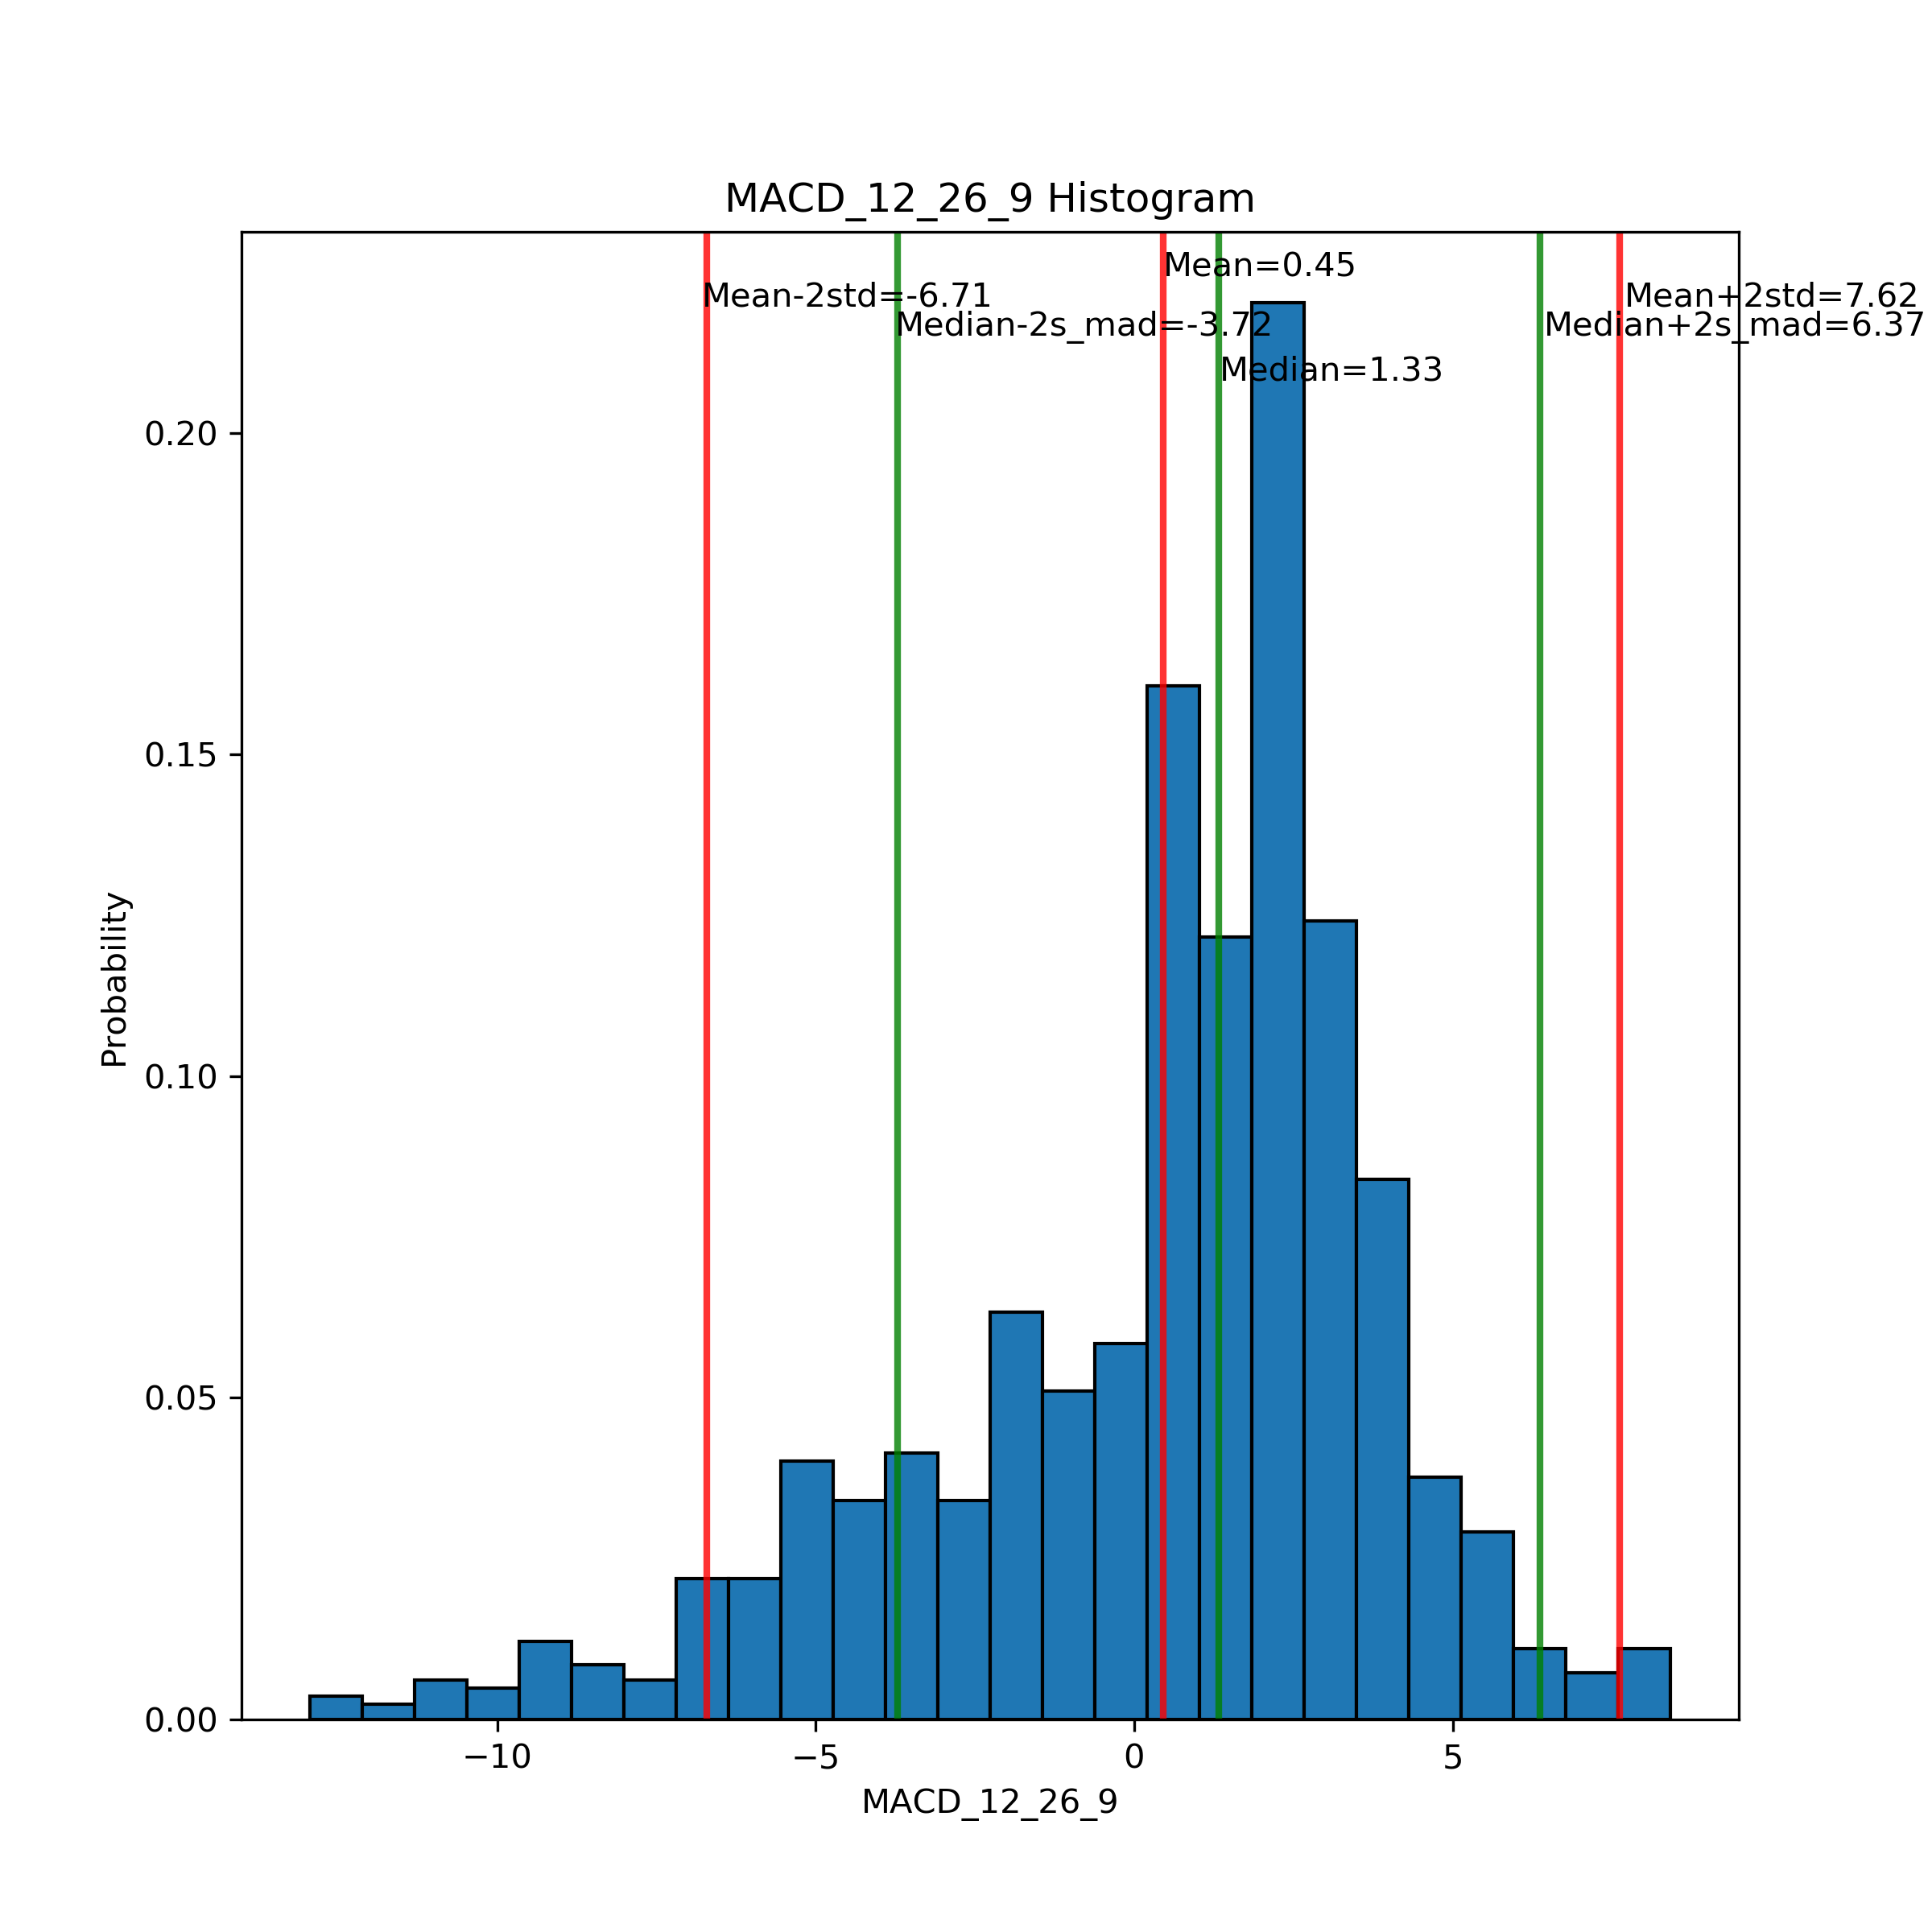 MACD_12_26_9 Histogram
Mean=0.45
Mean-2std=-6.71
Mean+2std=7.62
Median-2s_mad=-3.72
Median+2s_mad=6.37
Median=1.33
0.20
0.15
0.10
0.05
0.00
Probability
−10
−5
0
5
MACD_12_26_9